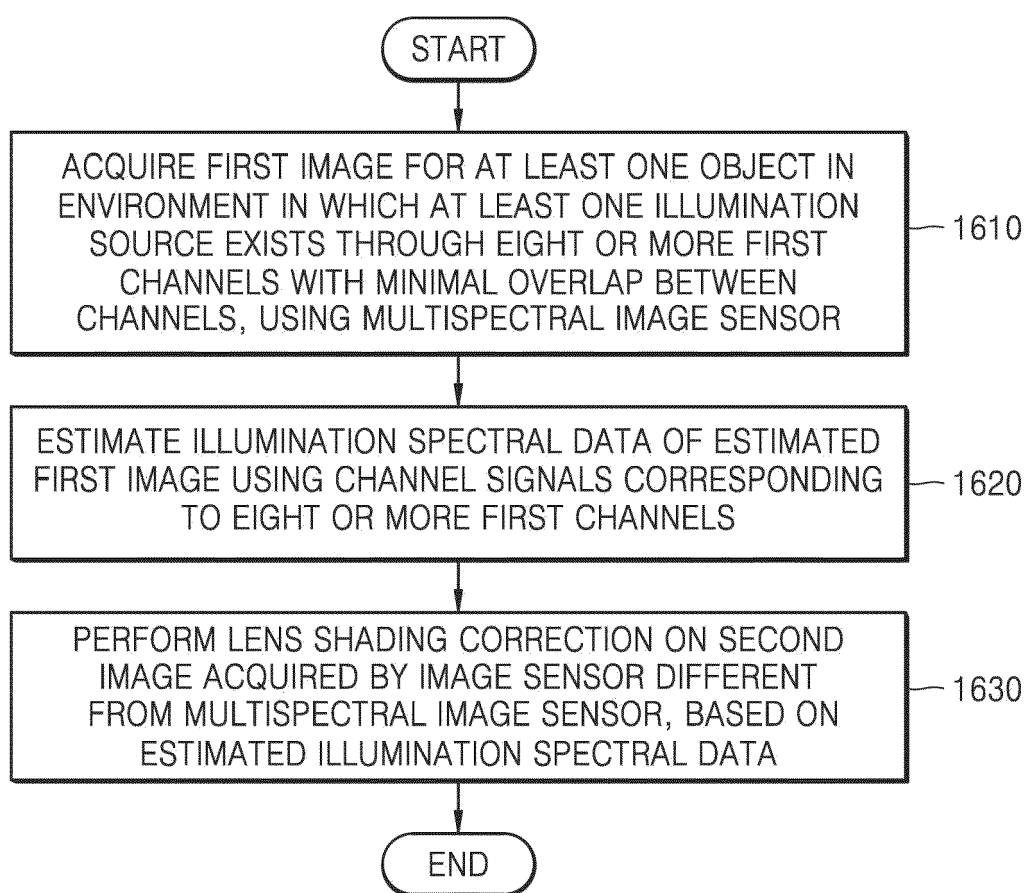 START
ACQUIRE FIRST IMAGE FOR AT LEAST ONE OBJECT IN
ENVIRONMENT IN WHICH AT LEAST ONE ILLUMINATION
SOURCE EXISTS THROUGH EIGHT OR MORE FIRST
CHANNELS WITH MINIMAL OVERLAP BETWEEN
CHANNELS, USING MULTISPECTRAL IMAGE SENSOR
1610
ESTIMATE ILLUMINATION SPECTRAL DATA OF ESTIMATED
FIRST IMAGE USING CHANNEL SIGNALS CORRESPONDING
TO EIGHT OR MORE FIRST CHANNELS
1620
PERFORM LENS SHADING CORRECTION ON SECOND
IMAGE ACQUIRED BY IMAGE SENSOR DIFFERENT
FROM MULTISPECTRAL IMAGE SENSOR, BASED ON
ESTIMATED ILLUMINATION SPECTRAL DATA
1630
END